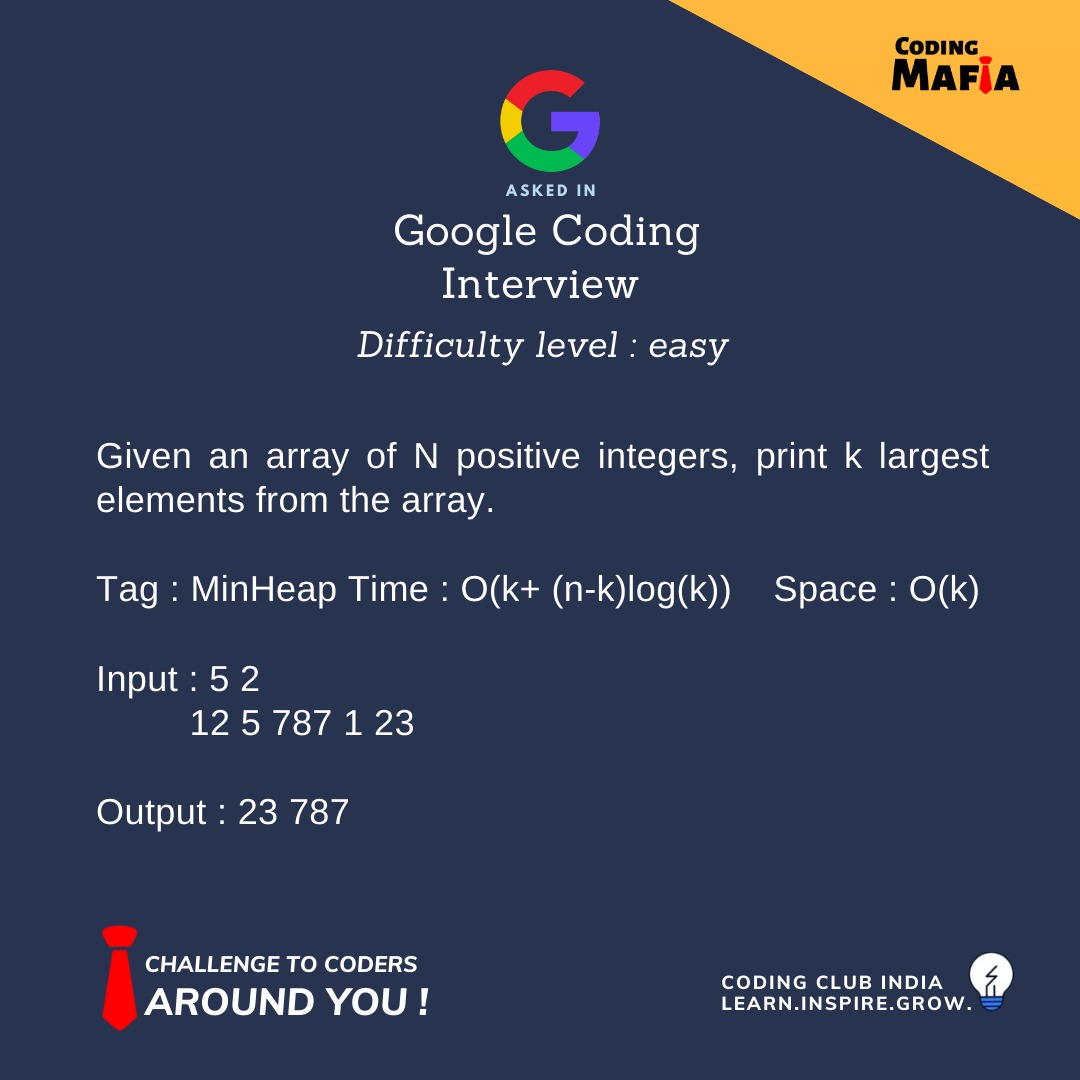 CODING
MAFIA
G
ASKED IN
Google Coding
Interview
Difficulty level : easy
Given an array of N positive integers, print k largest
elements from the array.
Tag : MinHeap Time : O(k+ (n-k)log(k)) Space : O(k)
Input : 5 2
12 5 787 1 23
Output : 23 787
CHALLENGE TO CODERS
AROUND YOU !
CODING CLUB INDIA
LEARN.INSPIRE.GROW.